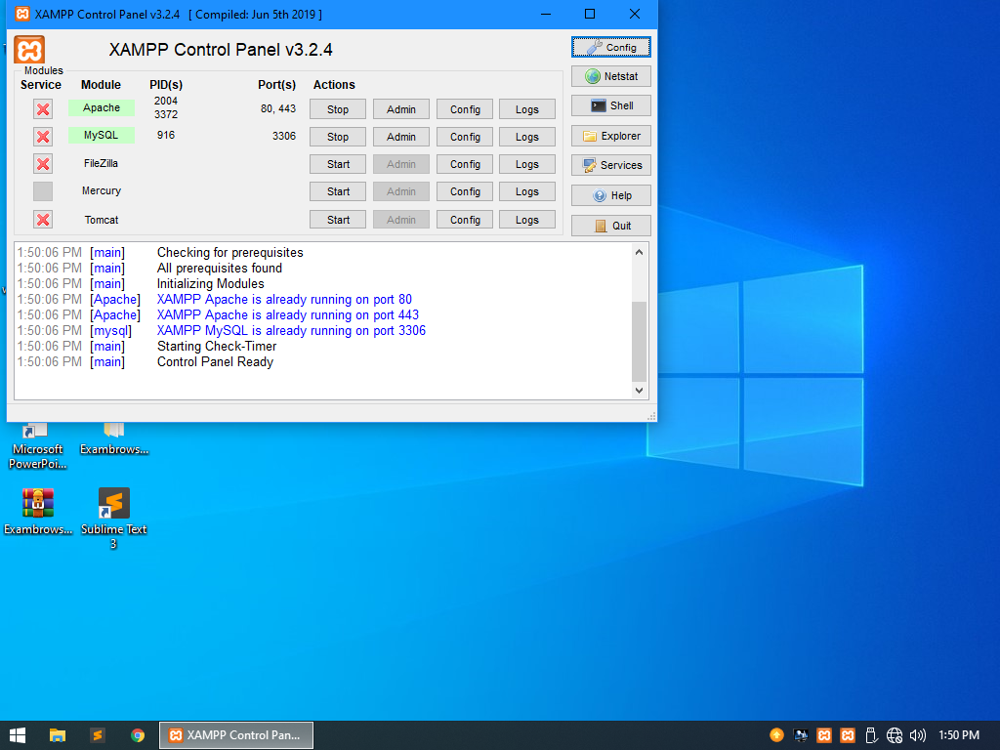 XAMPP Control Panel v3.2.4 [ Compiled: Jun 5th 2019 ]
XAMPP Control Panel v3.2.4
Config
Modules
Service Module PID(s) Port(s) Actions
Netstat
Apache 2004 3372 80, 443 Stop Admin Config Logs
Shell
MySQL 916 3306 Stop Admin Config Logs
Explorer
FileZilla Start Admin Config Logs
Services
Mercury Start Admin Config Logs
Help
Tomcat Start Admin Config Logs
Quit
1:50:06 PM [main] Checking for prerequisites
1:50:06 PM [main] All prerequisites found
1:50:06 PM [main] Initializing Modules
1:50:06 PM [Apache] XAMPP Apache is already running on port 80
1:50:06 PM [Apache] XAMPP Apache is already running on port 443
1:50:06 PM [mysql] XAMPP MySQL is already running on port 3306
1:50:06 PM [main] Starting Check-Timer
1:50:06 PM [main] Control Panel Ready
Microsoft PowerPoi...
Exambrows...
Exambrows...
Sublime Text 3
XAMPP Control Pan...
1:50 PM